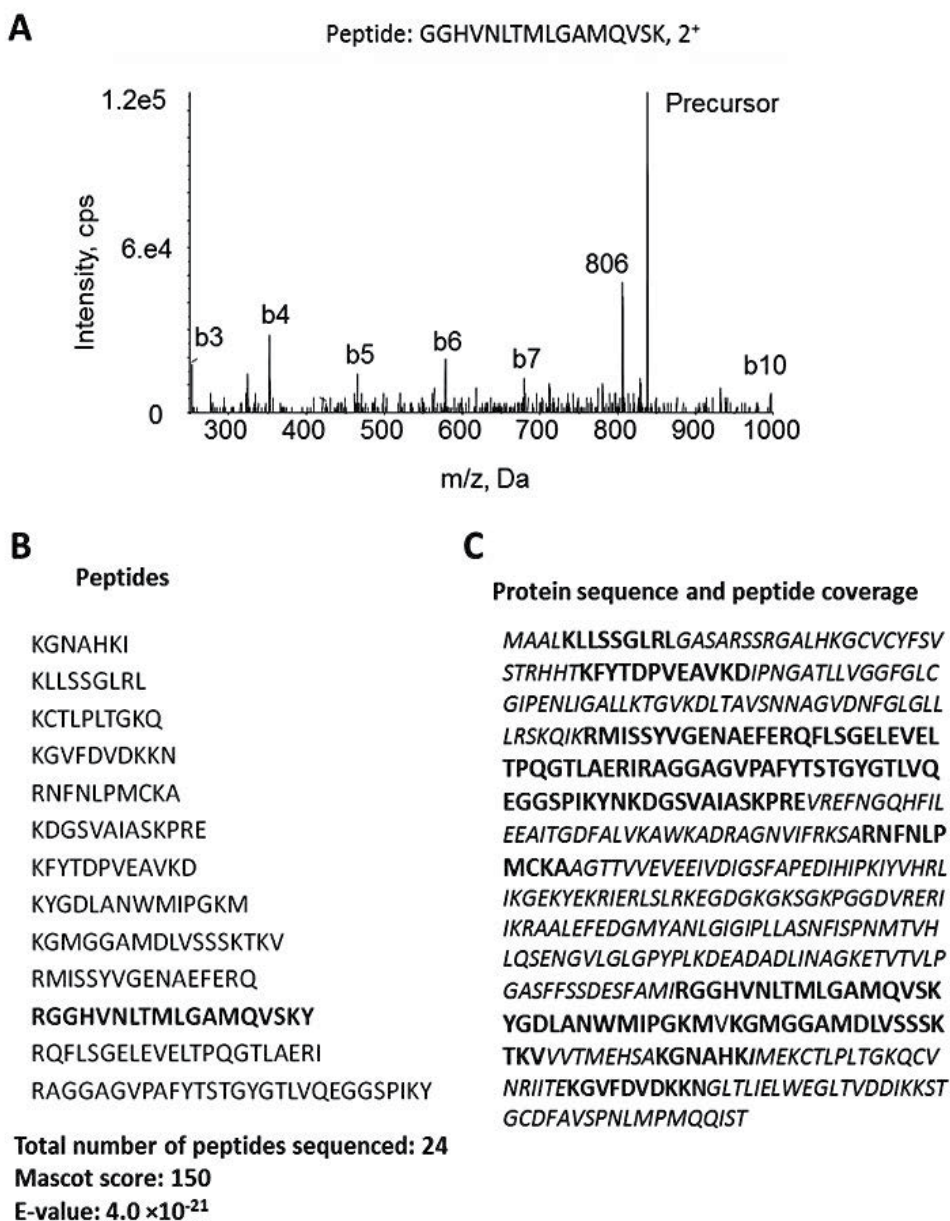 A
Peptide: GGHVNLTMLGAMQVSK, 2+
1.2e5
Precursor
Intensity, cps
6.e4
806
b3
b4
b5
b6
b7
b10
0
300 400 500 600 700 800 900 1000
m/z, Da
B
Peptides
KGNAHKI
KLLSSGLRL
KCTLPLTGKQ
KGVFDVDKKN
RNFNLPMCKA
KDGSVAIASKPRE
KFYTDPVEAVKD
KYGDLANWMIPGKM
KGMGGAMDLVSSSKTKV
RMISSYVGENAEFERQ
RGGHVNLTMLGAMQVSKY
RQFLSGELEVELTPQGTLAERI
RAGGAGVPAFYTSTGYGTLVQEGGSPIKY
Total number of peptides sequenced: 24
Mascot score: 150
E-value: 4.0 ×10-21
C
Protein sequence and peptide coverage
MAALKLLSSGLRLGASARSSRGALHKGCVCYFSV
STRHHTKFYTDPVEAVKDIPNGATLLVGGFGLC
GIPENLIGALLKTGVKDLTAVSNNAGVDNFGLGLL
LRSKQIKRMISSYVGENAEFERQFLSGELEVEL
TPQGTLAERIRAGGAGVPAFYTSTGYGTLVQ
EGGSPIKYNKDGSVAIASKPREVREFNGQHFIL
EEAITGDFALVKAWKADRAGNVIFRKSARNFNLP
MCKAAGTTVVEVEEIVDIGSFAPEDIHIPKIYVHRL
IKGEKYEKRIERLSLRKEGDGKGKSGKPGGDVRERI
IKRAALEFEDGMYANLGIGIPLLASNFISPNMTVH
LQSENGVLGLGPYPLKDEADADLINAGKETVTVLP
GASFFSSDESFAMIRGGHVNLTMLGAMQVSK
YGDLANWMIPGKMVKGMGGAMDLVSSSK
TKVVVTMEHSAKGNAHKIMEKCTLPLTGKQCV
NRIITEKGVFDVDKKNGLTLIELWEGLTVDDIKKST
GCDFAVSPNLMPMQQIST